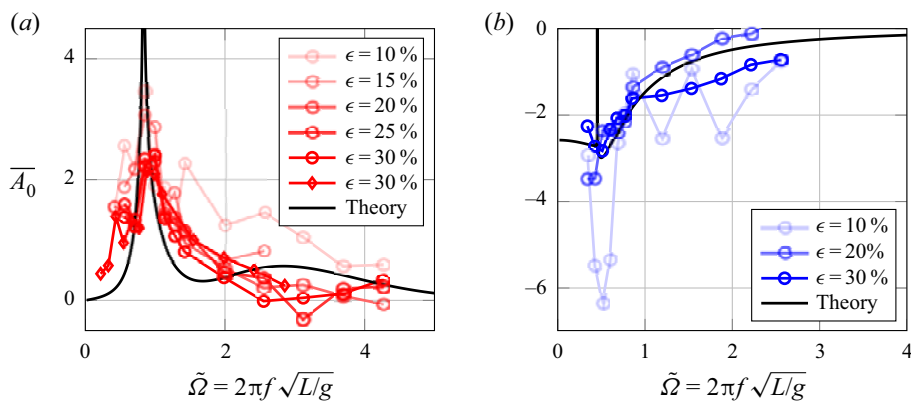 (a)
4
2
0
A̅₀
0
2
4
Ω̃ = 2πf√L/g
ϵ = 10 %
ϵ = 15 %
ϵ = 20 %
ϵ = 25 %
ϵ = 30 %
ϵ = 30 %
Theory
(b)
0
−2
−4
−6
0
1
2
3
4
Ω̃ = 2πf√L/g
ϵ = 10 %
ϵ = 20%
ϵ = 30 %
Theory